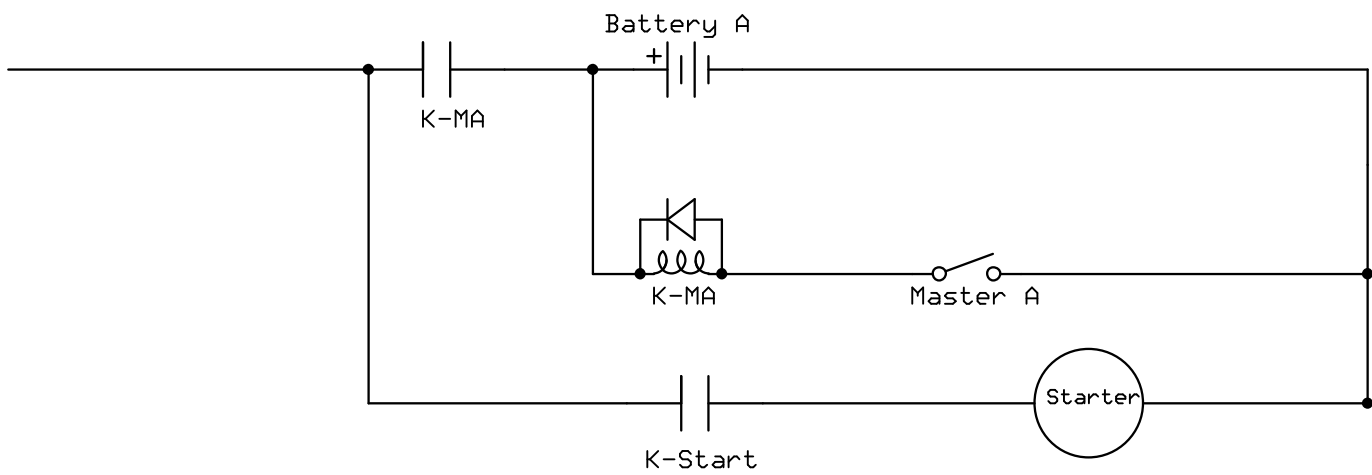 Battery A
+
K-MA
K-MA
Master A
Starter
K-Start